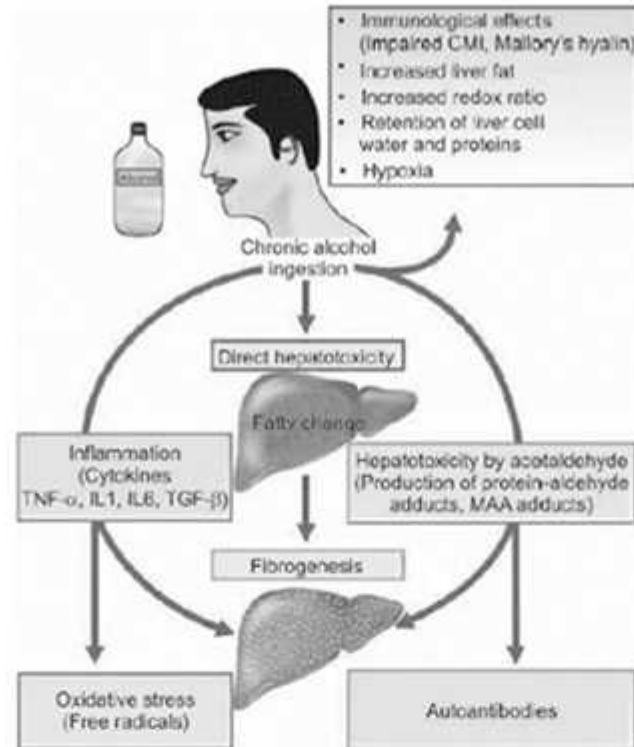 • Immunological effects
(Impaired CMI, Mallory's hyalin)
• Increased liver fat
• Increased redox ratio
• Retention of liver cell
water and proteins
• Hypoxia
Alcohol
Chronic alcohol
ingestion
Direct hepatotoxicity
Fatty change
Inflammation
(Cytokines
TNF-α, IL1, IL6, TGF-β)
Hepatotoxicity by acetaldehyde
(Production of protein-aldehyde
adducts, MAA adducts)
Fibrogenesis
Oxidative stress
(Free radicals)
Autoantibodies